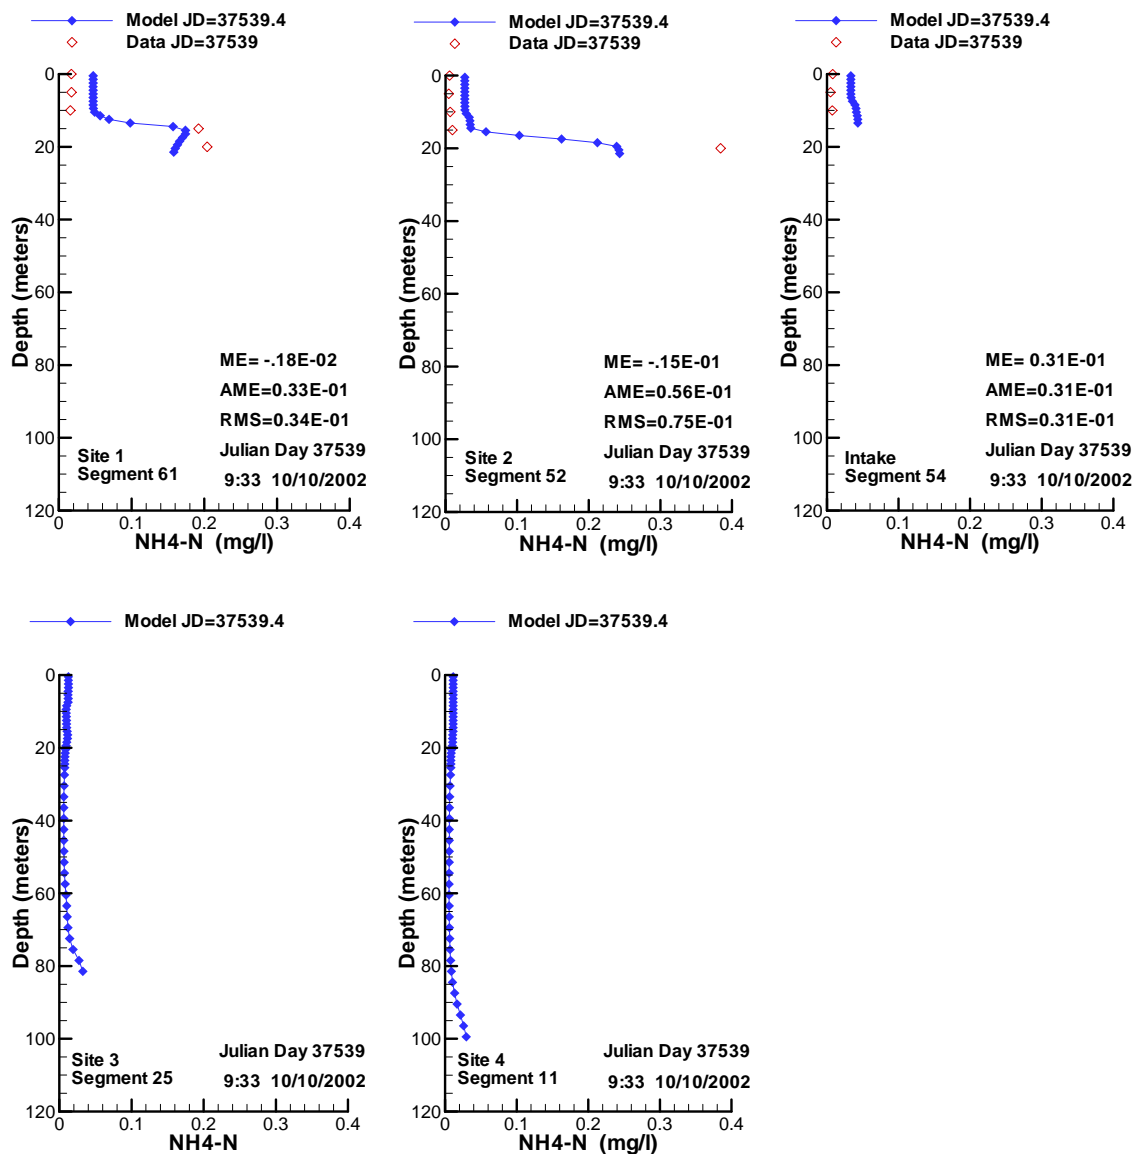 Model JD=37539.4
Data JD=37539
0
20
40
60
80
100
120
Depth (meters)
ME= -.18E-02
AME=0.33E-01
RMS=0.34E-01
Julian Day 37539
9:33 10/10/2002
Site 1
Segment 61
0 0.1 0.2 0.3 0.4
NH4-N (mg/l)
Model JD=37539.4
Data JD=37539
0
20
40
60
80
100
120
Depth (meters)
ME= -.15E-01
AME=0.56E-01
RMS=0.75E-01
Julian Day 37539
9:33 10/10/2002
Site 2
Segment 52
0 0.1 0.2 0.3 0.4
NH4-N (mg/l)
Model JD=37539.4
Data JD=37539
0
20
40
60
80
100
120
Depth (meters)
ME= 0.31E-01
AME=0.31E-01
RMS=0.31E-01
Julian Day 37539
9:33 10/10/2002
Intake
Segment 54
0 0.1 0.2 0.3 0.4
NH4-N (mg/l)
Model JD=37539.4
0
20
40
60
80
100
120
Depth (meters)
Julian Day 37539
9:33 10/10/2002
Site 3
Segment 25
0 0.1 0.2 0.3 0.4
NH4-N
Model JD=37539.4
0
20
40
60
80
100
120
Depth (meters)
Julian Day 37539
9:33 10/10/2002
Site 4
Segment 11
0 0.1 0.2 0.3 0.4
NH4-N (mg/l)